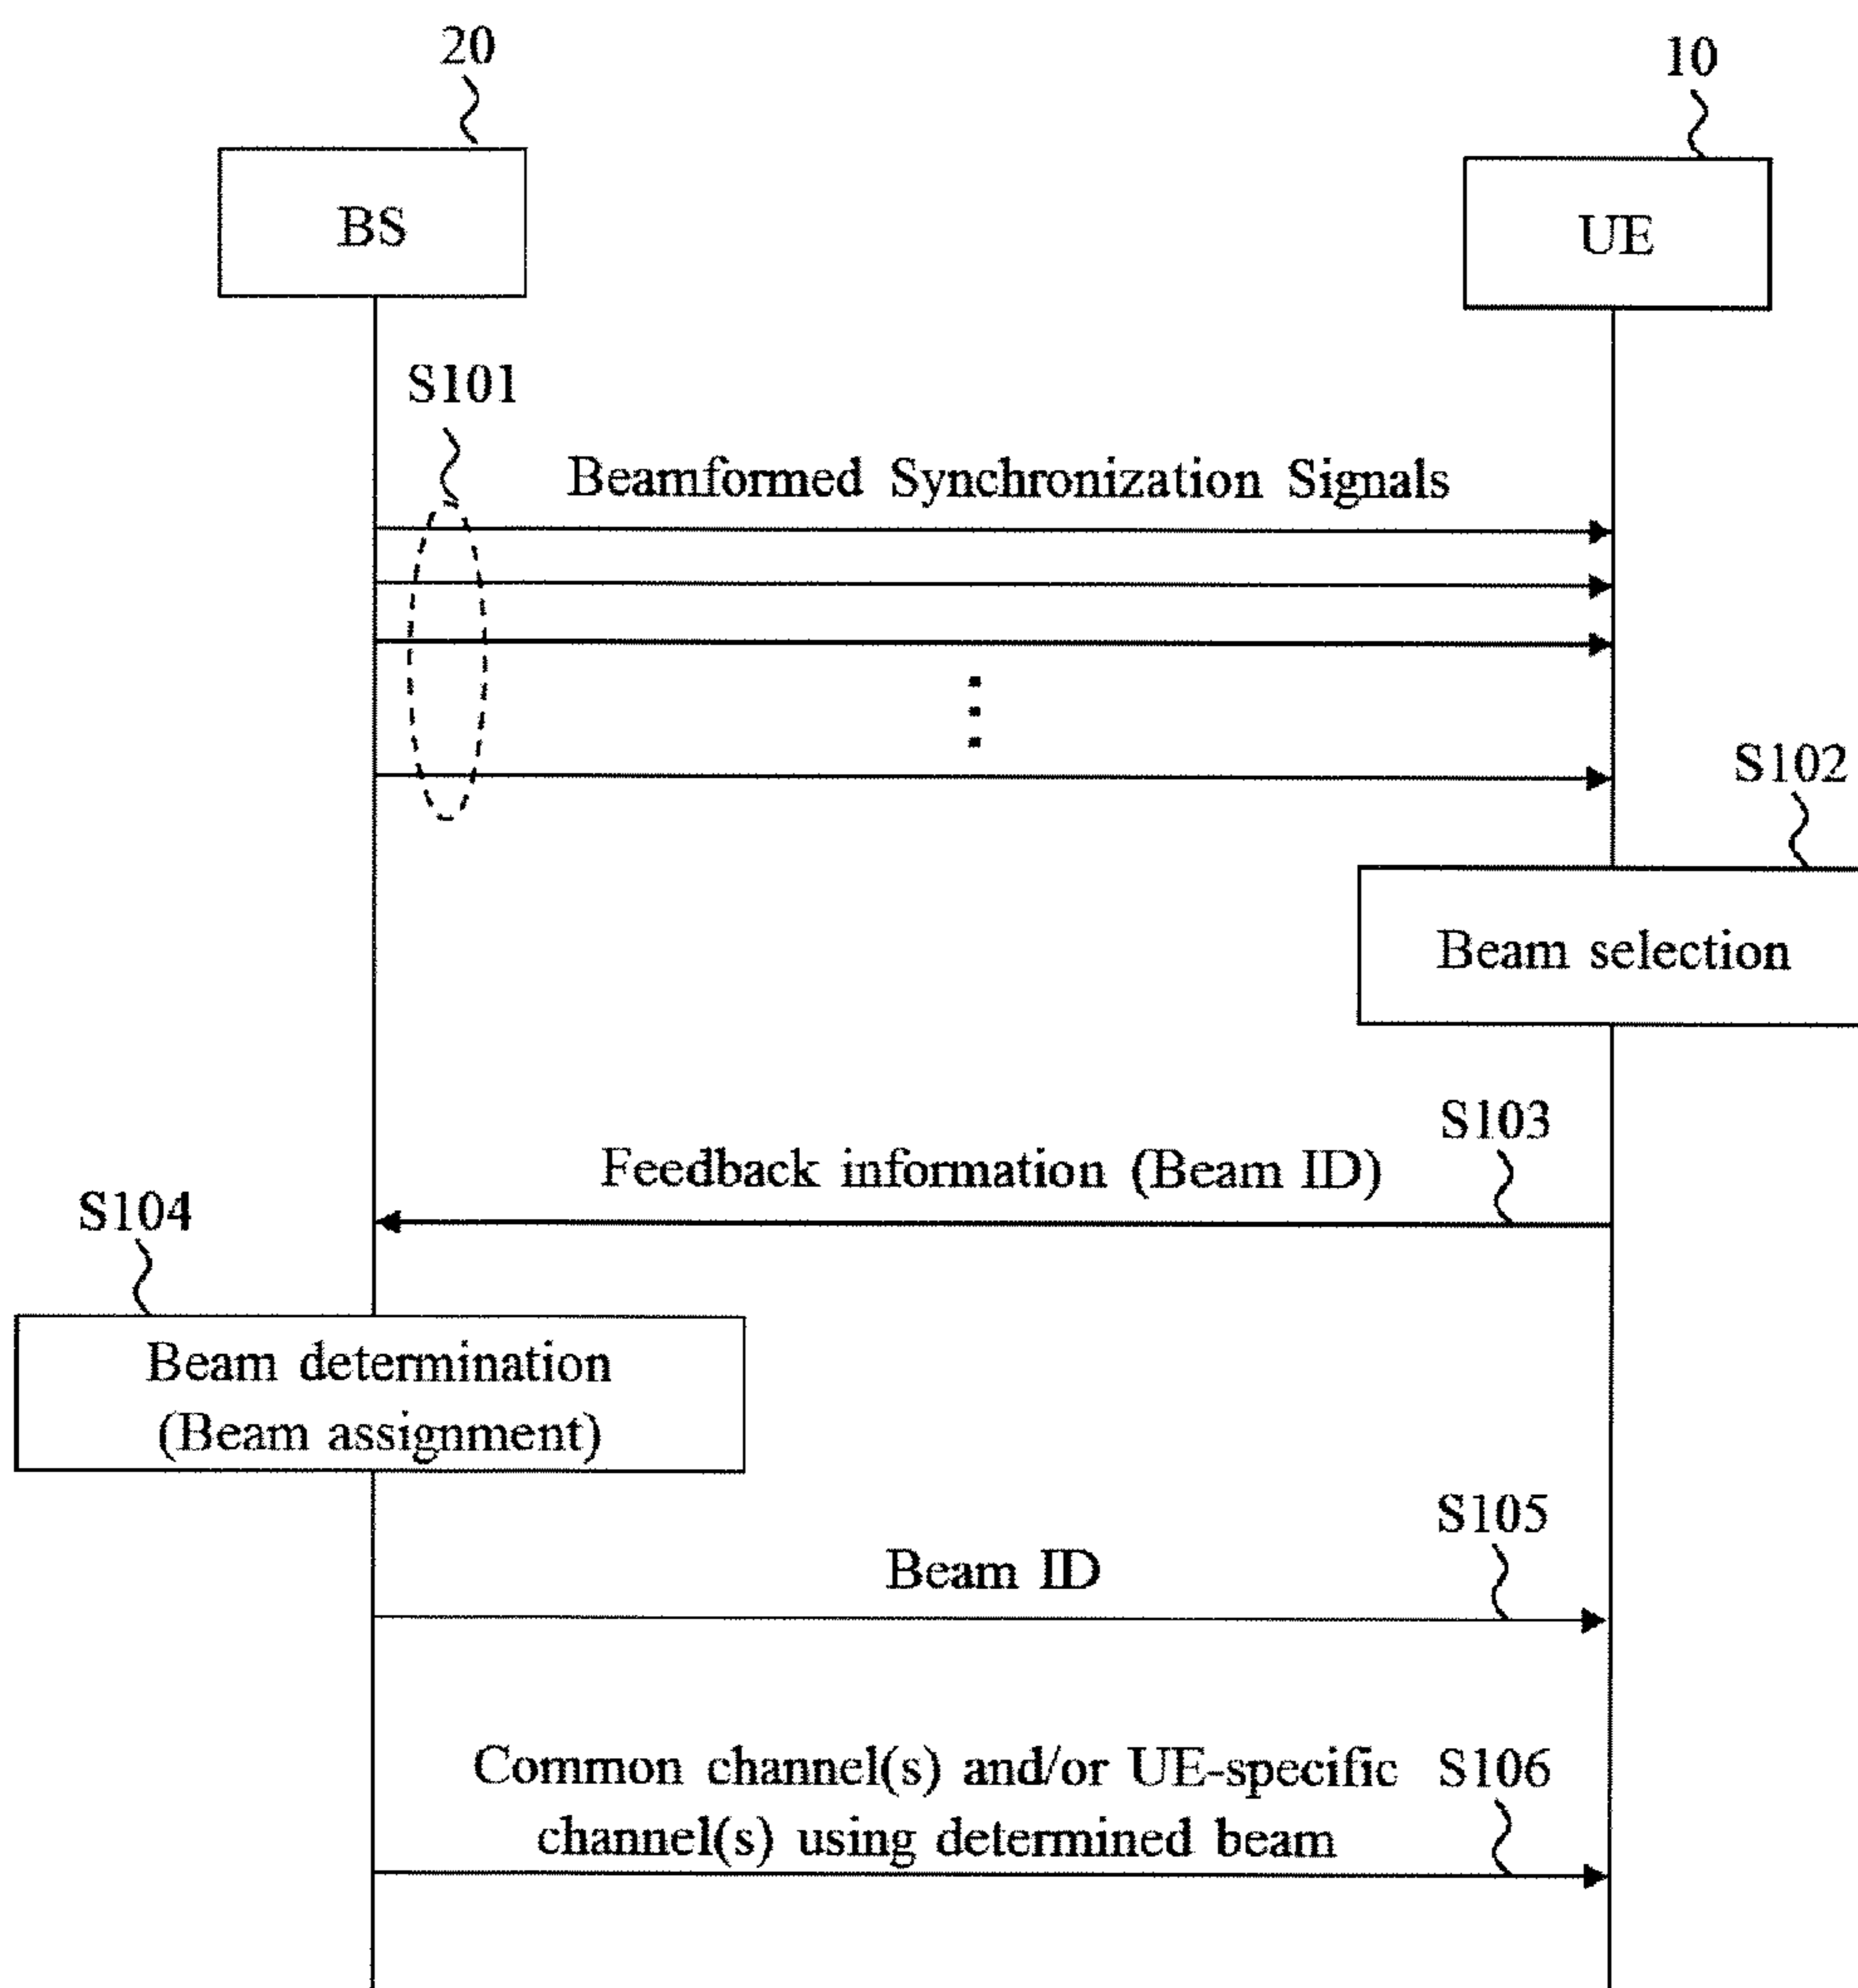 20
10
BS
UE
S101
Beamformed Synchronization Signals
S102
Beam selection
S103
Feedback information (Beam ID)
S104
Beam determination
(Beam assignment)
S105
Beam ID
Common channel(s) and/or UE-specific S106
channel(s) using determined beam